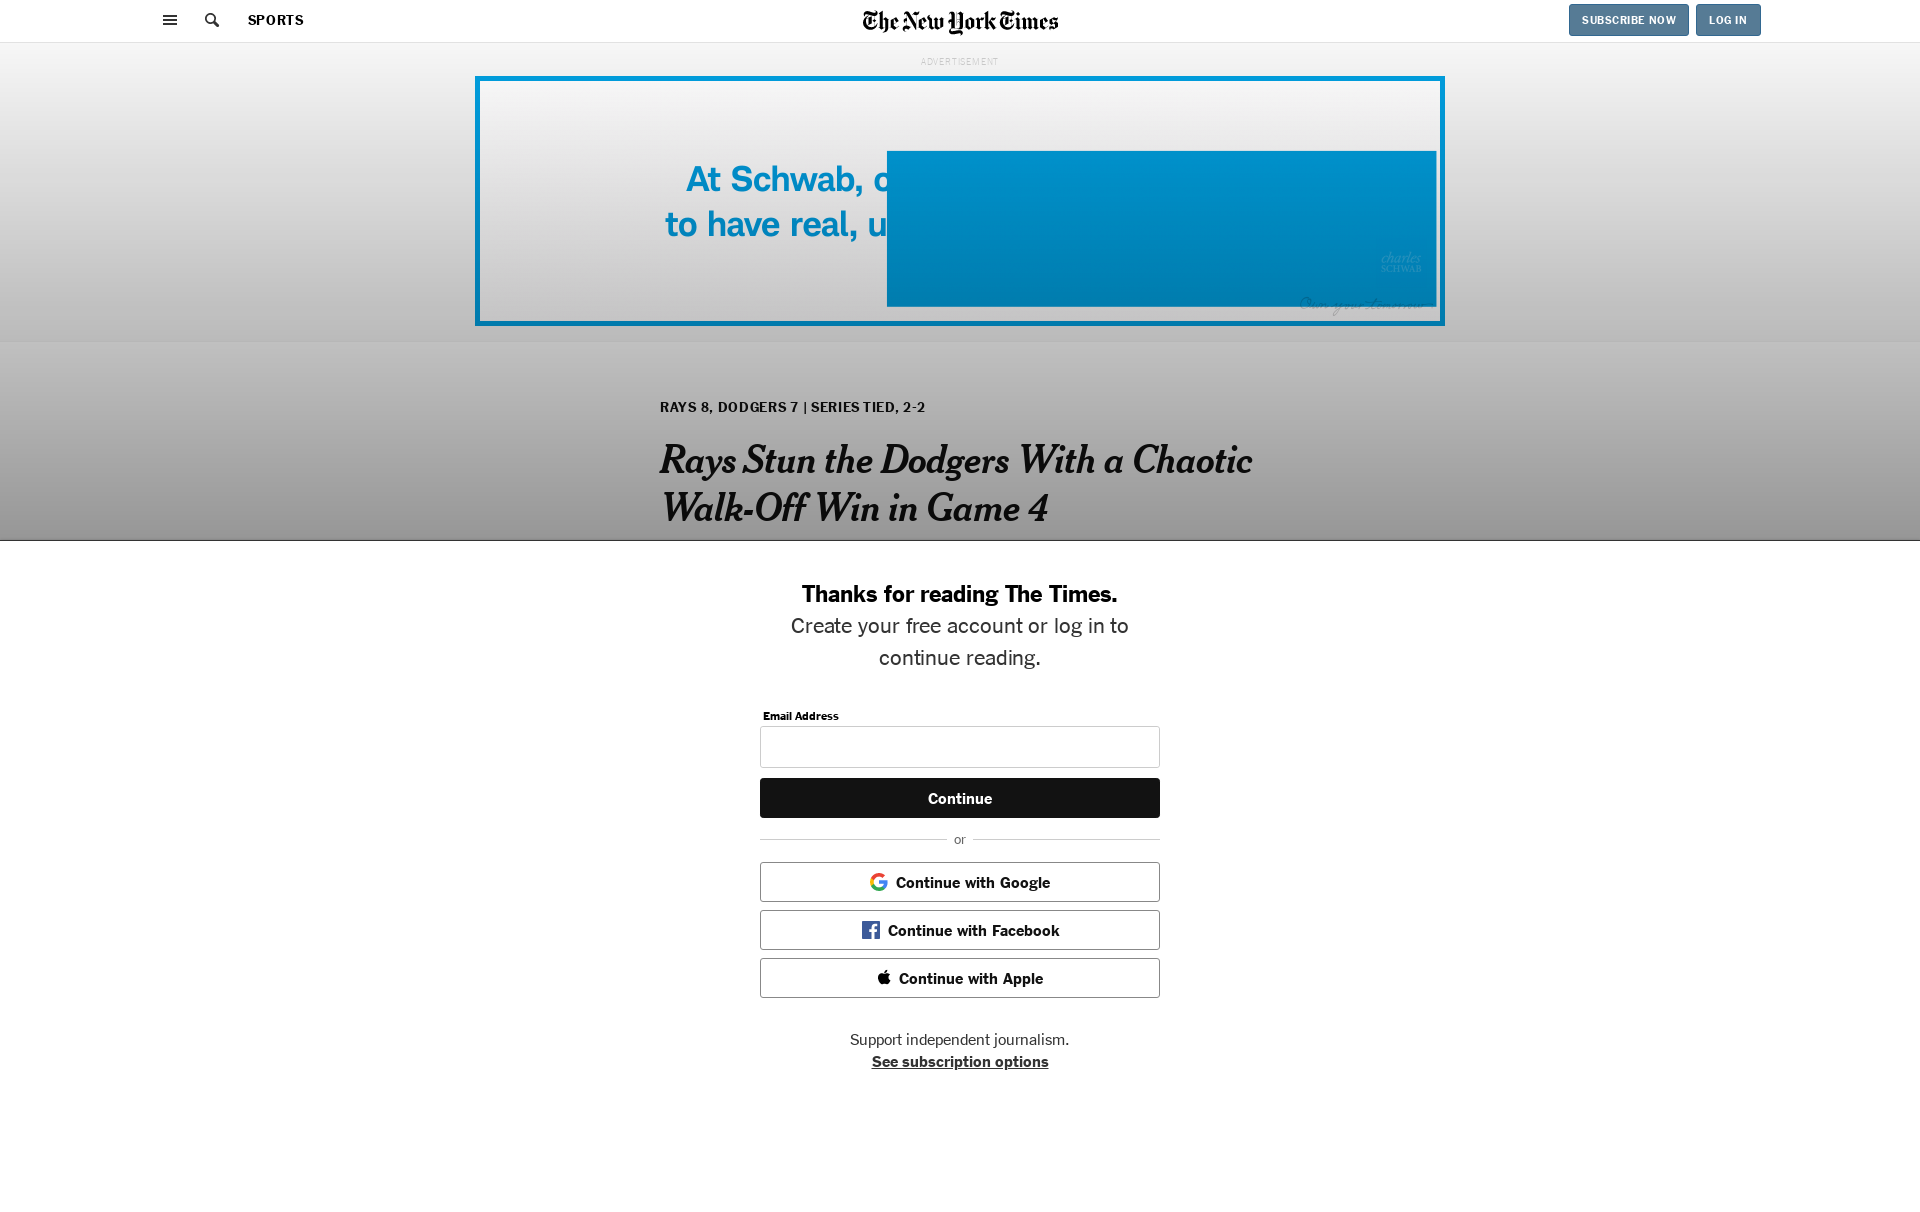 SPORTS
The New York Times
SUBSCRIBE NOW
LOG IN
ADVERTISEMENT
At Schwab,
to have real,
charles
SCHWAB
Own your tomorrow
RAYS 8, DODGERS 7 | SERIES TIED, 2-2
Rays Stun the Dodgers With a Chaotic
Walk-Off Win in Game 4
Thanks for reading The Times.
Create your free account or log in to
continue reading.
Email Address
Continue
or
Continue with Google
Continue with Facebook
Continue with Apple
Support independent journalism.
See subscription options